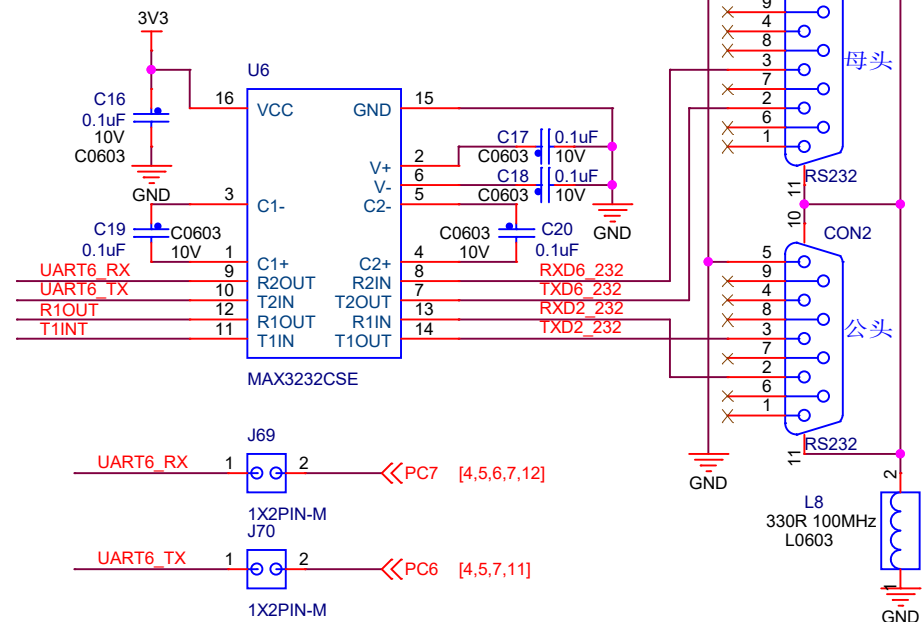 3V3
U6
C16
0.1uF
10V
C0603
GND
16
VCC
GND
15
V+
2
V-
6
C2-
5
C17
0.1uF
C0603
10V
C18
0.1uF
C0603
10V
GND
3
C1-
C19
0.1uF
C0603
10V
1
C1+
C2+
4
C0603
10V
C20
0.1uF
UART6_RX
9
R2OUT
R2IN
8
RXD6_232
UART6_TX
10
T2IN
T2OUT
7
TXD6_232
R1OUT
12
R1OUT
R1IN
13
RXD2_232
T1INT
11
T1IN
T1OUT
14
TXD2_232
MAX3232CSE
9
4
8
3
7
2
6
1
母头
11
RS232
10
CON2
5
9
4
8
3
7
2
6
1
公头
11
RS232
GND
2
L8
330R 100MHz
L0603
1
GND
J69
UART6_RX
1
2
PC7
[4,5,6,7,12]
1X2PIN-M
J70
UART6_TX
1
2
PC6
[4,5,7,11]
1X2PIN-M